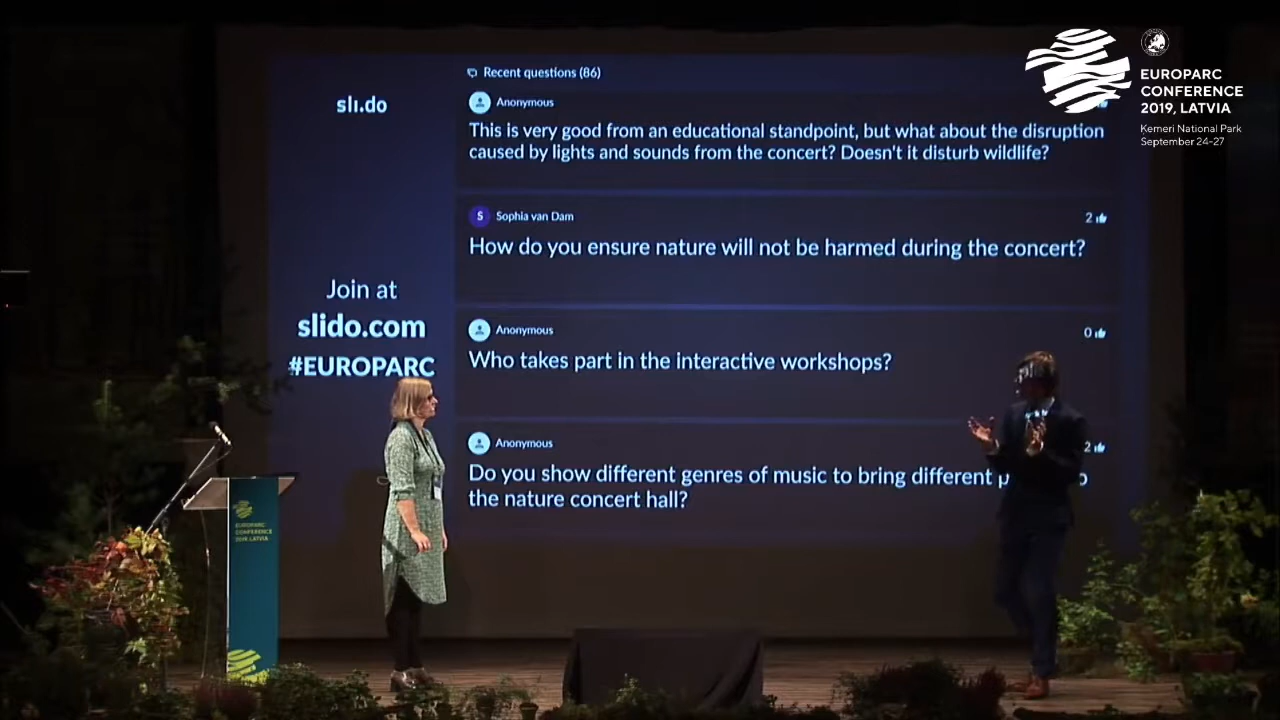 Recent questions (86)
sli.do
Anonymous
This is very good from an educational standpoint, but what about the disruption
caused by lights and sounds from the concert? Doesn't it disturb wildlife?
S Sophia van Dam
2
How do you ensure nature will not be harmed during the concert?
Join at
slido.com
#EUROPARC
Anonymous
0
Who takes part in the interactive workshops?
Anonymous
2
Do you show different genres of music to bring different
the nature concert hall?
EUROPARC
CONFERENCE
2019, LATVIA
Kemeri National Park
September 24-27
EUROPARC
CONFERENCE
2019, LATVIA